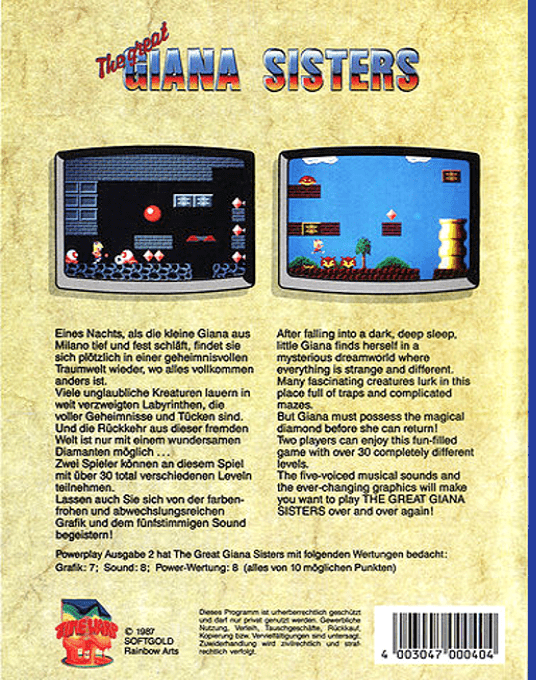 The great
GIANA SISTERS
Eines Nachts, als die kleine Giana aus
Milano tief und fest schläft, findet sie
sich plötzlich in einer geheimnisvollen
Traumwelt wieder, wo alles vollkommen
anders ist.
Viele unglaubliche Kreaturen lauern in
weit verzweigten Labyrinthen, die
voller Geheimnisse und Tücken sind.
Und die Rückkehr aus dieser fremden
Welt ist nur mit einem wundersamen
Diamanten möglich . . .
Zwei Spieler können an diesem Spiel
mit über 30 total verschiedenen Leveln
teilnehmen.
Lassen auch Sie sich von der farben-
frohen und abwechslungsreichen
Grafik und dem fünfstimmigen Sound
begeistern!
After falling into a dark, deep sleep,
little Giana finds herself in a
mysterious dreamworld where
everything is strange and different.
Many fascinating creatures lurk in this
place full of traps and complicated
mazes.
But Giana must possess the magical
diamond before she can return!
Two players can enjoy this fun-filled
game with over 30 completely different
levels.
The five-voiced musical sounds and
the ever-changing graphics will make
you want to play THE GREAT GIANA
SISTERS over and over again!
Powerplay Ausgabe 2 hat The Great Giana Sisters mit folgenden Wertungen bedacht:
Grafik: 7; Sound: 8; Power-Wertung: 8 (alles von 10 möglichen Punkten)
© 1987
SOFTGOLD
Rainbow Arts
Dieses Programm ist urheberrechtlich geschützt
und darf nur privat genutzt werden. Gewerbliche
Nutzung, Verleih, Tauschgeschäfte, Rückkauf,
Kopierung bzw. Vervielfältigungen sind untersagt.
Zuwiderhandlung wird zivilrechtlich und straf-
rechtlich verfolgt.
4 003047 000404